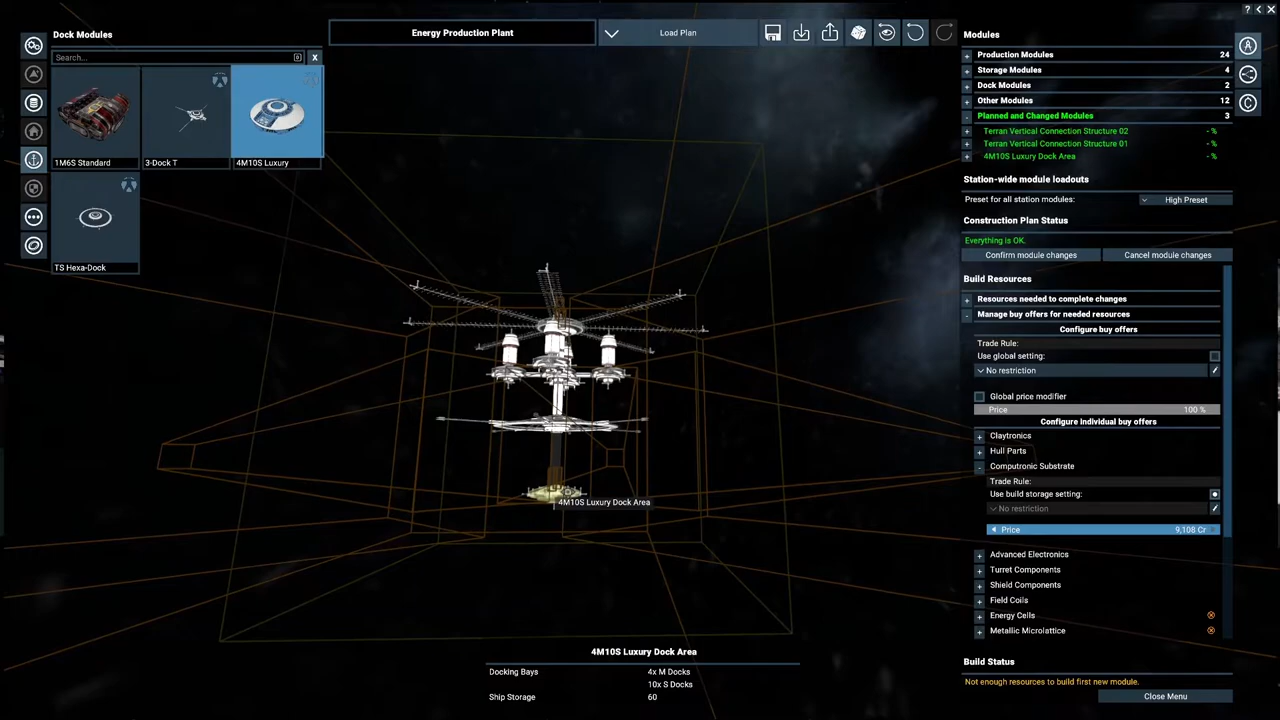 Dock Modules
Search...
x
1M6S Standard
3-Dock T
4M10S Luxury
TS Hexa-Dock
Energy Production Plant
Load Plan
4M10S Luxury Dock Area
4M10S Luxury Dock Area
Docking Bays 4x M Docks
10x S Docks
Ship Storage 60
Modules
+ Production Modules 24
+ Storage Modules 4
+ Dock Modules 2
+ Other Modules 12
- Planned and Changed Modules 3
+ Terran Vertical Connection Structure 02 - %
+ Terran Vertical Connection Structure 01 - %
+ 4M10S Luxury Dock Area - %
Station-wide module loadouts
Preset for all station modules: High Preset
Construction Plan Status
Everything is OK.
Confirm module changes Cancel module changes
Build Resources
+ Resources needed to complete changes
- Manage buy offers for needed resources
Configure buy offers
Trade Rule:
Use global setting:
No restriction
Global price modifier
Price 100 %
Configure Individual buy offers
+ Claytronics
+ Hull Parts
- Computronic Substrate
Trade Rule:
Use build storage setting:
No restriction
Price 9,108 Cr
+ Advanced Electronics
+ Turret Components
+ Shield Components
+ Field Coils
+ Energy Cells
+ Metallic Microlattice
Build Status
Not enough resources to build first new module.
Close Menu